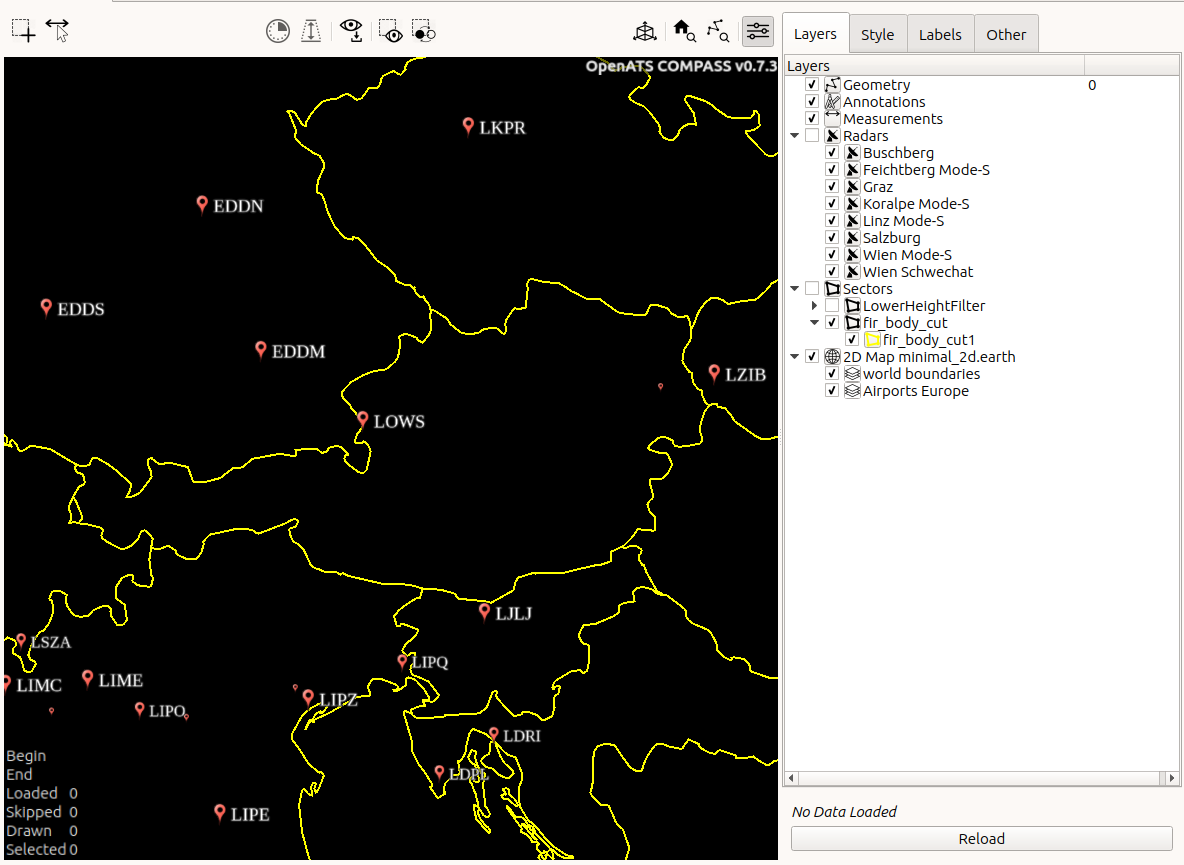 OpenATS COMPASS v0.7.3
LKPR
EDDN
EDDS
EDDM
LZIB
LOWS
LJLJ
LSZA
LIPQ
LIMC
LIME
LIPZ
LIPO
LDRI
LDPL
LIPE
Begin
End
Loaded 0
Skipped 0
Drawn 0
Selected 0
Layers Style Labels Other
Layers
Geometry 0
Annotations
Measurements
Radars
Buschberg
Feichtberg Mode-S
Graz
Koralpe Mode-S
Linz Mode-S
Salzburg
Wien Mode-S
Wien Schwechat
Sectors
LowerHeightFilter
fir_body_cut
fir_body_cut1
2D Map minimal_2d.earth
world boundaries
Airports Europe
No Data Loaded
Reload